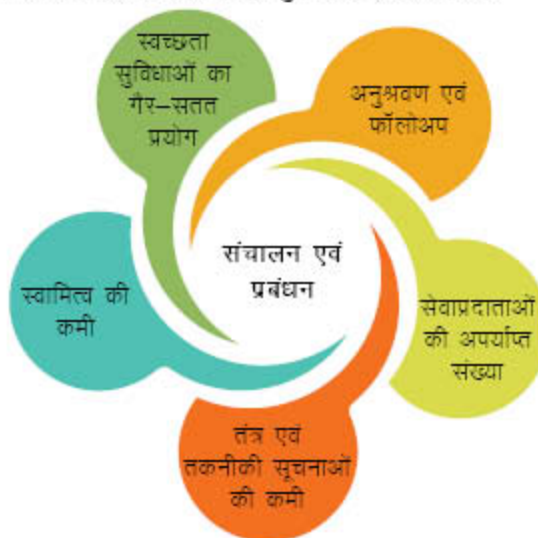 स्वच्छता
सुविधाओं का
गैर–सतत
प्रयोग
अनुश्रवण एवं
फॉलोअप
संचालन एवं
प्रबंधन
स्वामित्व की
कमी
सेवाप्रदाताओं
की अपर्याप्त
संख्या
तंत्र एवं
तकनीकी सूचनाओं
की कमी